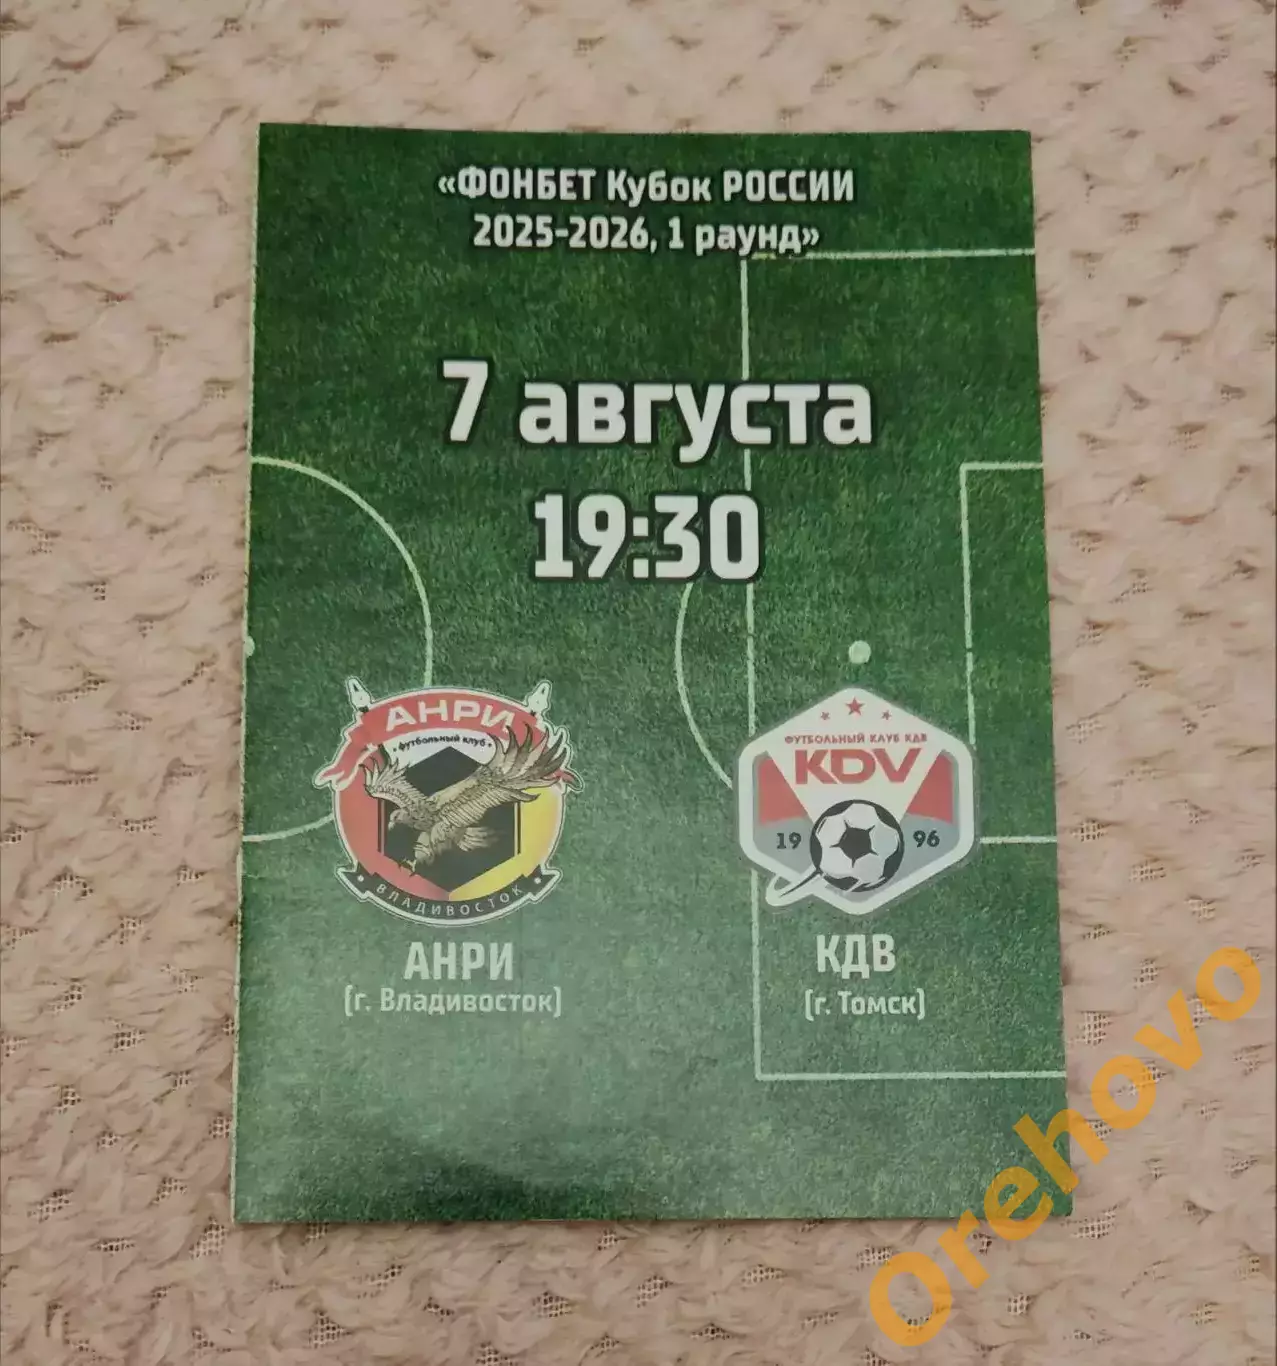 «ФОНБЕТ Кубок РОССИИ
2025-2026, 1 раунд»
7 августа
19:30
АНРИ
• футбольный клуб •
ВЛАДИВОСТОК
ФУТБОЛЬНЫЙ КЛУБ КДВ
KDV
19 96
АНРИ
(г. Владивосток)
КДВ
(г. Томск)
Orehovo